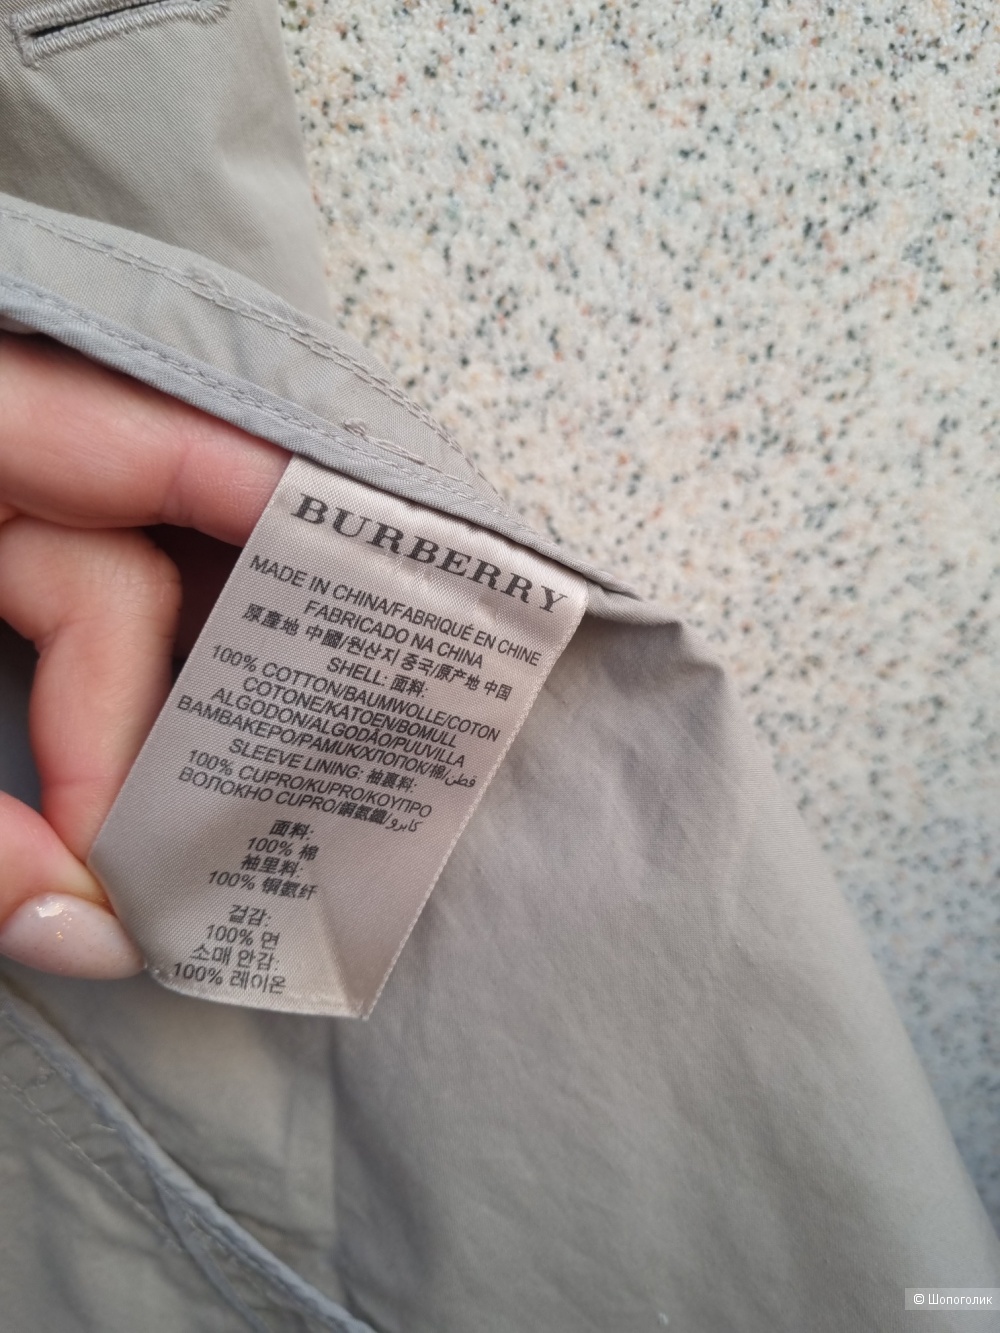 BURBERRY
MADE IN CHINA/FABRIQUÉ EN CHINE
FABRICADO NA CHINA
原產地 中國/원산지 중국/原产地 中国
SHELL: 面料:
100% COTTON/BAUMWOLLE/COTON
COTONE/KATOEN/BOMULL
ALGODON/ALGODÃO/PUUVILLA
ΒΑΜΒΑΚΕΡΟ/PAMUK/ХЛОПОК/棉/قطن
SLEEVE LINING: 袖裏料:
100% CUPRO/KUPRO/ΚΟΥΠΡΟ
ВОЛОКНО CUPRO/銅氨纖/كابرو
面料:
100% 棉
袖里料:
100% 铜氨纤
겉감:
100% 면
소매 안감:
100% 레이온
© Шопоголик